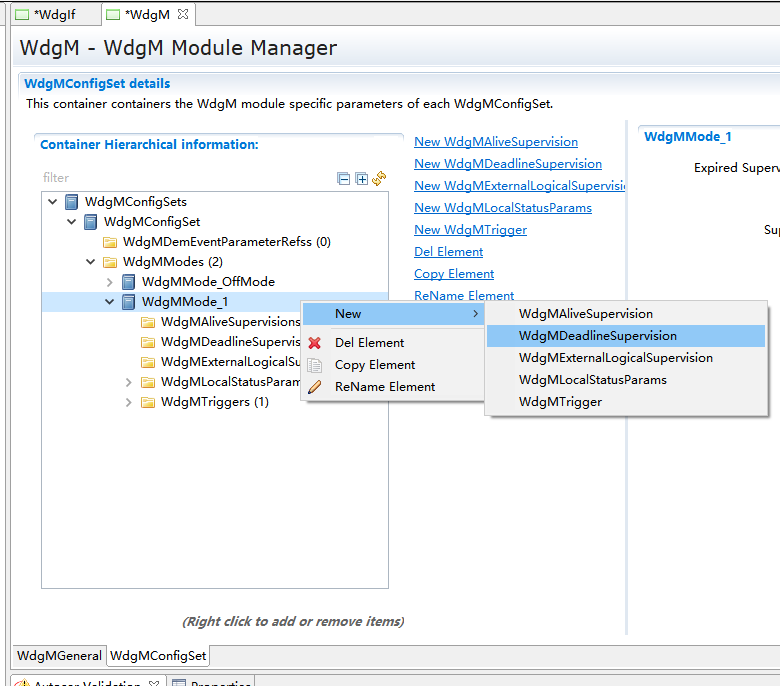 *WdgIf
*WdgM
WdgM - WdgM Module Manager
WdgMConfigSet details
This container containers the WdgM module specific parameters of each WdgMConfigSet.
Container Hierarchical information:
filter
WdgMConfigSets
WdgMConfigSet
WdgMDemEventParameterRefss (0)
WdgMModes (2)
WdgMMode_OffMode
WdgMMode_1
WdgMAliveSupervisions
WdgMDeadlineSupervis
WdgMExternalLogicalSu
WdgMLocalStatusParam
WdgMTriggers (1)
(Right click to add or remove items)
New WdgMAliveSupervision
New WdgMDeadlineSupervision
New WdgMExternalLogicalSupervisio
New WdgMLocalStatusParams
New WdgMTrigger
Del Element
Copy Element
ReName Element
New
Del Element
Copy Element
ReName Element
WdgMAliveSupervision
WdgMDeadlineSupervision
WdgMExternalLogicalSupervision
WdgMLocalStatusParams
WdgMTrigger
WdgMMode_1
Expired Superv
Sup
WdgMGeneral
WdgMConfigSet
Autosar Validation
Properties